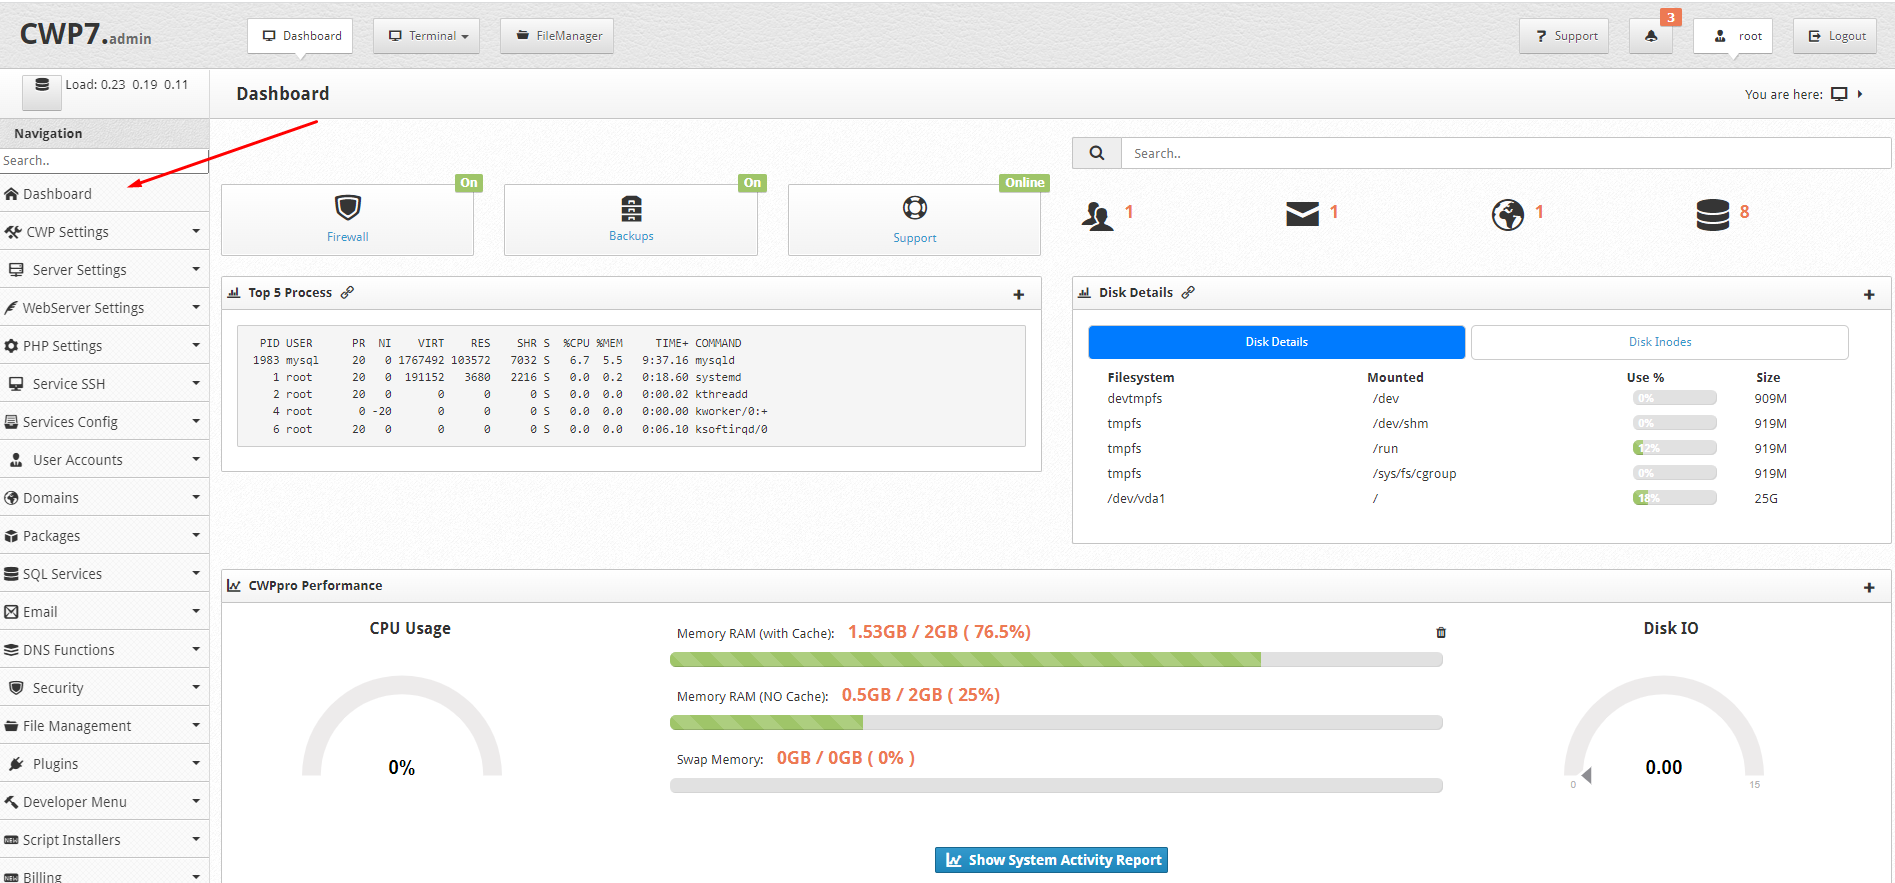 CWP7.admin
Dashboard
Terminal
FileManager
? Support
3
root
Logout
Load: 0.23 0.19 0.11
Dashboard
You are here:
Navigation
Search..
Dashboard
CWP Settings
Server Settings
WebServer Settings
PHP Settings
Service SSH
Services Config
User Accounts
Domains
Packages
SQL Services
Email
DNS Functions
Security
File Management
Plugins
Developer Menu
NEW Script Installers
NEW Billing
Search..
On
Firewall
On
Backups
Online
Support
1
1
1
8
Top 5 Process
+
PID USER PR NI VIRT RES SHR S %CPU %MEM TIME+ COMMAND
1983 mysql 20 0 1767492 103572 7032 S 6.7 5.5 9:37.16 mysqld
1 root 20 0 191152 3680 2216 S 0.0 0.2 0:18.60 systemd
2 root 20 0 0 0 0 S 0.0 0.0 0:00.02 kthreadd
4 root 0 -20 0 0 0 S 0.0 0.0 0:00.00 kworker/0:+
6 root 20 0 0 0 0 S 0.0 0.0 0:06.10 ksoftirqd/0
Disk Details
+
Disk Details
Disk Inodes
Filesystem Mounted Use % Size
devtmpfs /dev 0% 909M
tmpfs /dev/shm 0% 919M
tmpfs /run 12% 919M
tmpfs /sys/fs/cgroup 0% 919M
/dev/vda1 / 18% 25G
CWPpro Performance
+
CPU Usage
0%
Memory RAM (with Cache): 1.53GB / 2GB ( 76.5%)
Memory RAM (NO Cache): 0.5GB / 2GB ( 25%)
Swap Memory: 0GB / 0GB ( 0% )
Disk IO
0.00
0 15
Show System Activity Report